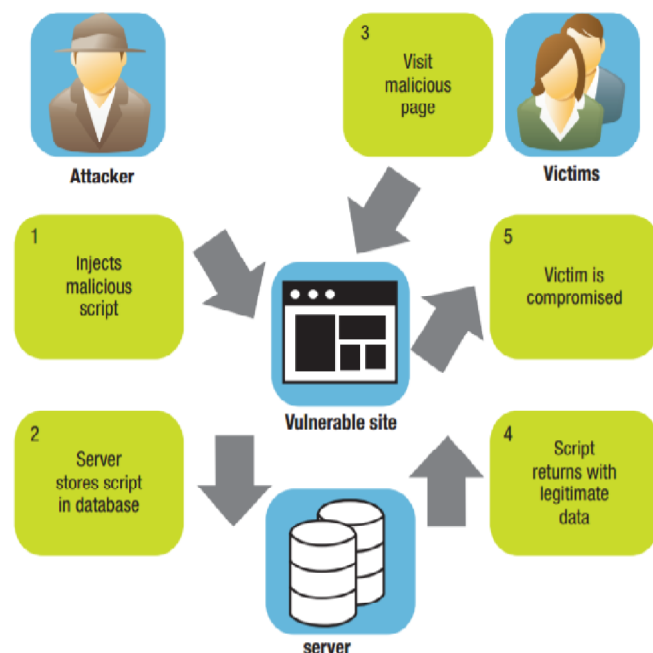 3
Visit
malicious
page
Attacker
Victims
1
Injects
malicious
script
5
Victim is
compromised
Vulnerable site
2
Server
stores script
in database
4
Script
returns with
legitimate
data
server